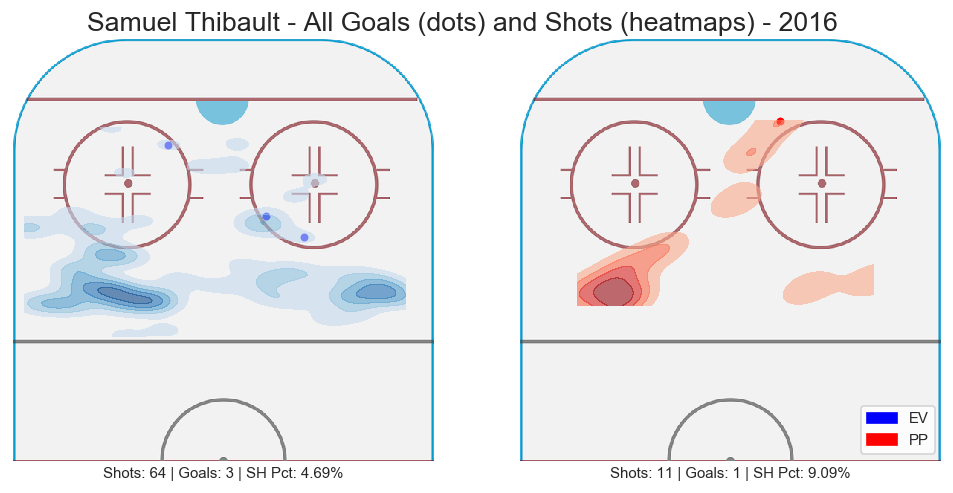 Samuel Thibault - All Goals (dots) and Shots (heatmaps) - 2016
EV
PP
Shots: 64 | Goals: 3 | SH Pct: 4.69%
Shots: 11 | Goals: 1 | SH Pct: 9.09%